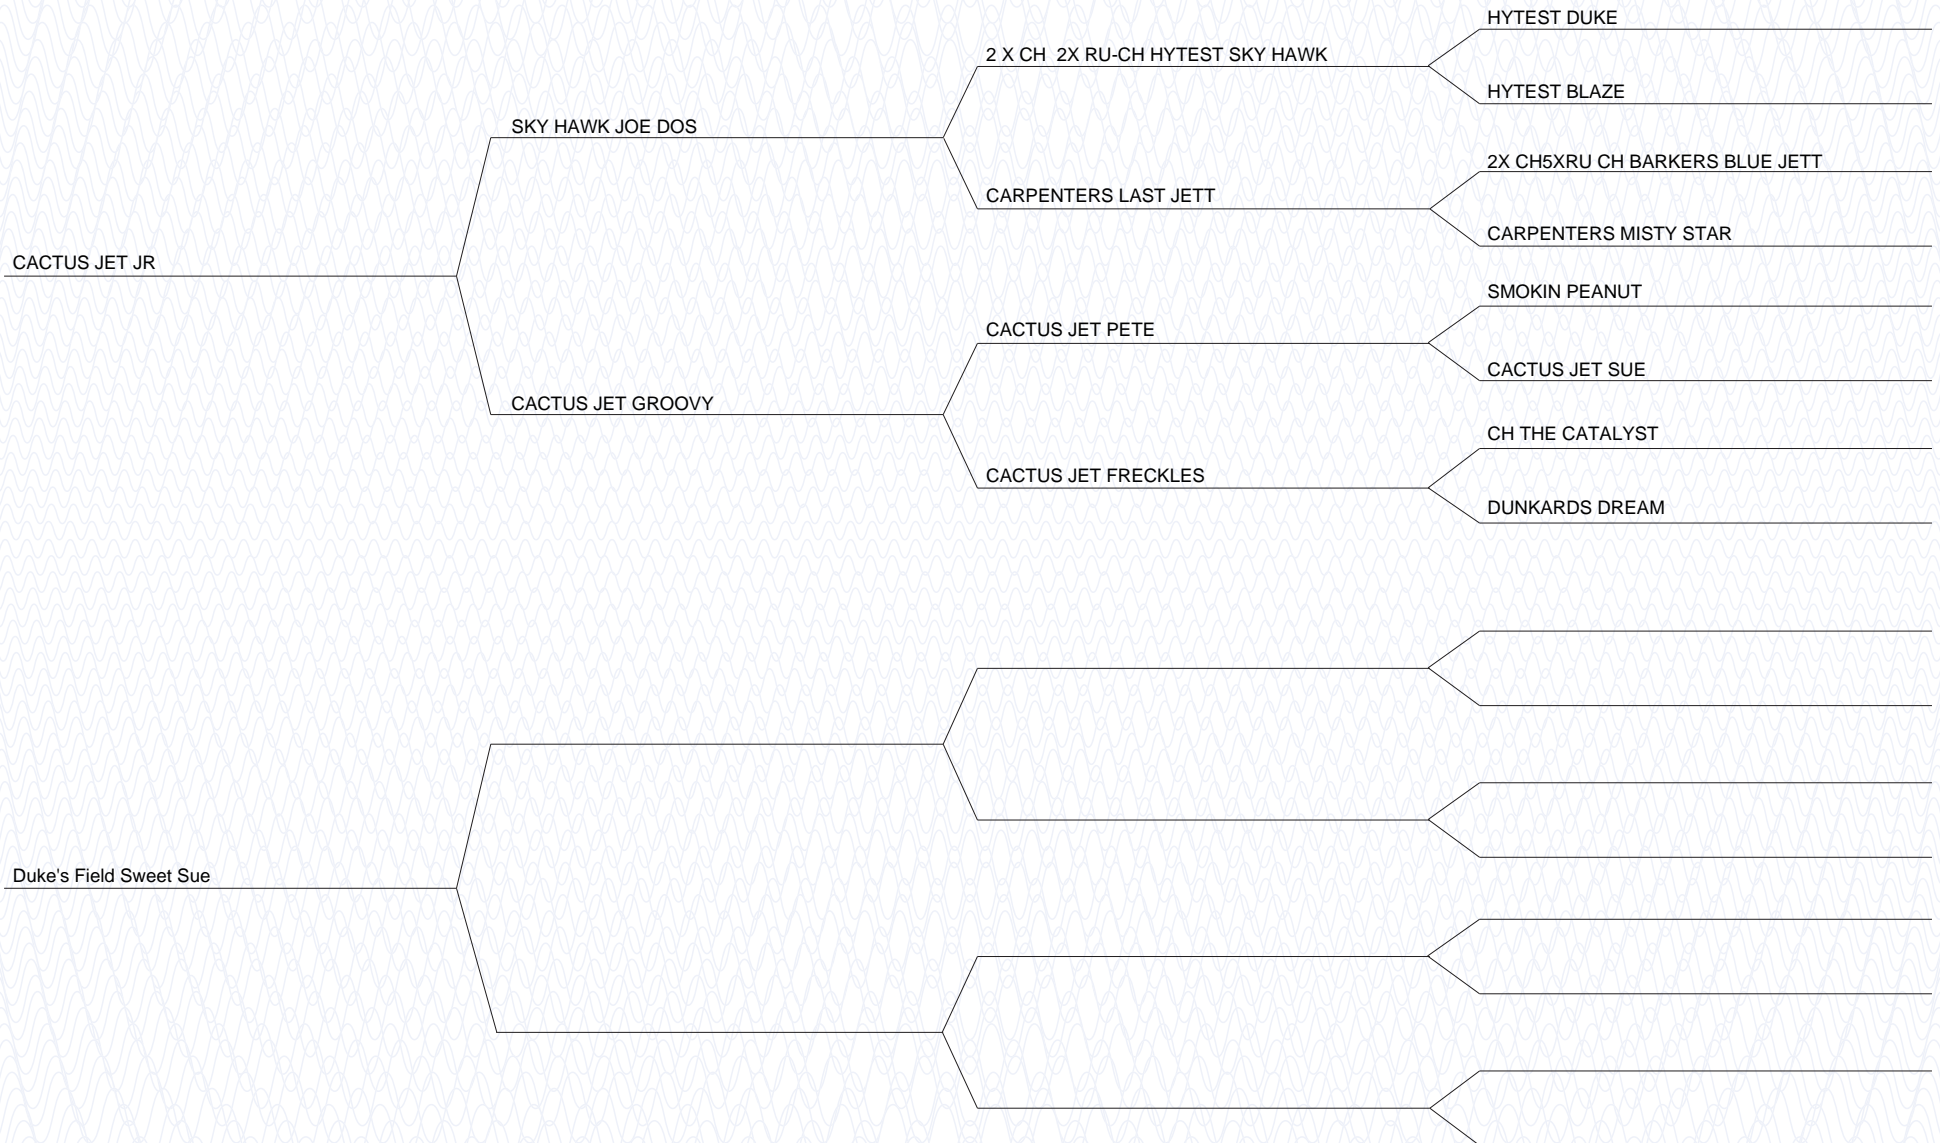 HYTEST DUKE
2 X CH  2X RU-CH HYTEST SKY HAWK
HYTEST BLAZE
SKY HAWK JOE DOS
2X CH5XRU CH BARKERS BLUE JETT
CARPENTERS LAST JETT
CARPENTERS MISTY STAR
CACTUS JET JR
SMOKIN PEANUT
CACTUS JET PETE
CACTUS JET SUE
CACTUS JET GROOVY
CH THE CATALYST
CACTUS JET FRECKLES
DUNKARDS DREAM
Duke's Field Sweet Sue